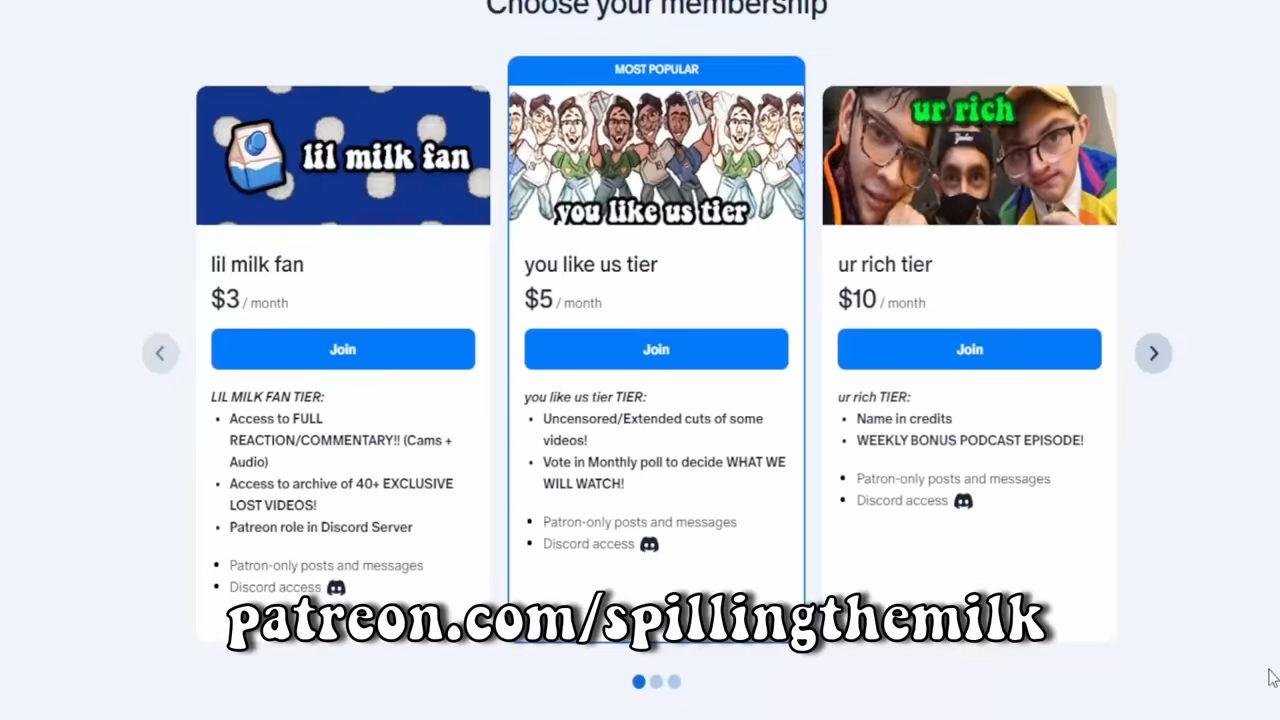 Choose your membership
MOST POPULAR
lil milk fan
you like us tier
ur rich
lil milk fan
$3 / month
Join
LIL MILK FAN TIER:
• Access to FULL
REACTION/COMMENTARY!! (Cams +
Audio)
• Access to archive of 40+ EXCLUSIVE
LOST VIDEOS!
• Patreon role in Discord Server
• Patron-only posts and messages
• Discord access
you like us tier
$5 / month
Join
you like us tier TIER:
• Uncensored/Extended cuts of some
videos!
• Vote in Monthly poll to decide WHAT WE
WILL WATCH!
• Patron-only posts and messages
• Discord access
ur rich tier
$10 / month
Join
ur rich TIER:
• Name in credits
• WEEKLY BONUS PODCAST EPISODE!
• Patron-only posts and messages
• Discord access
patreon.com/spillingthemilk